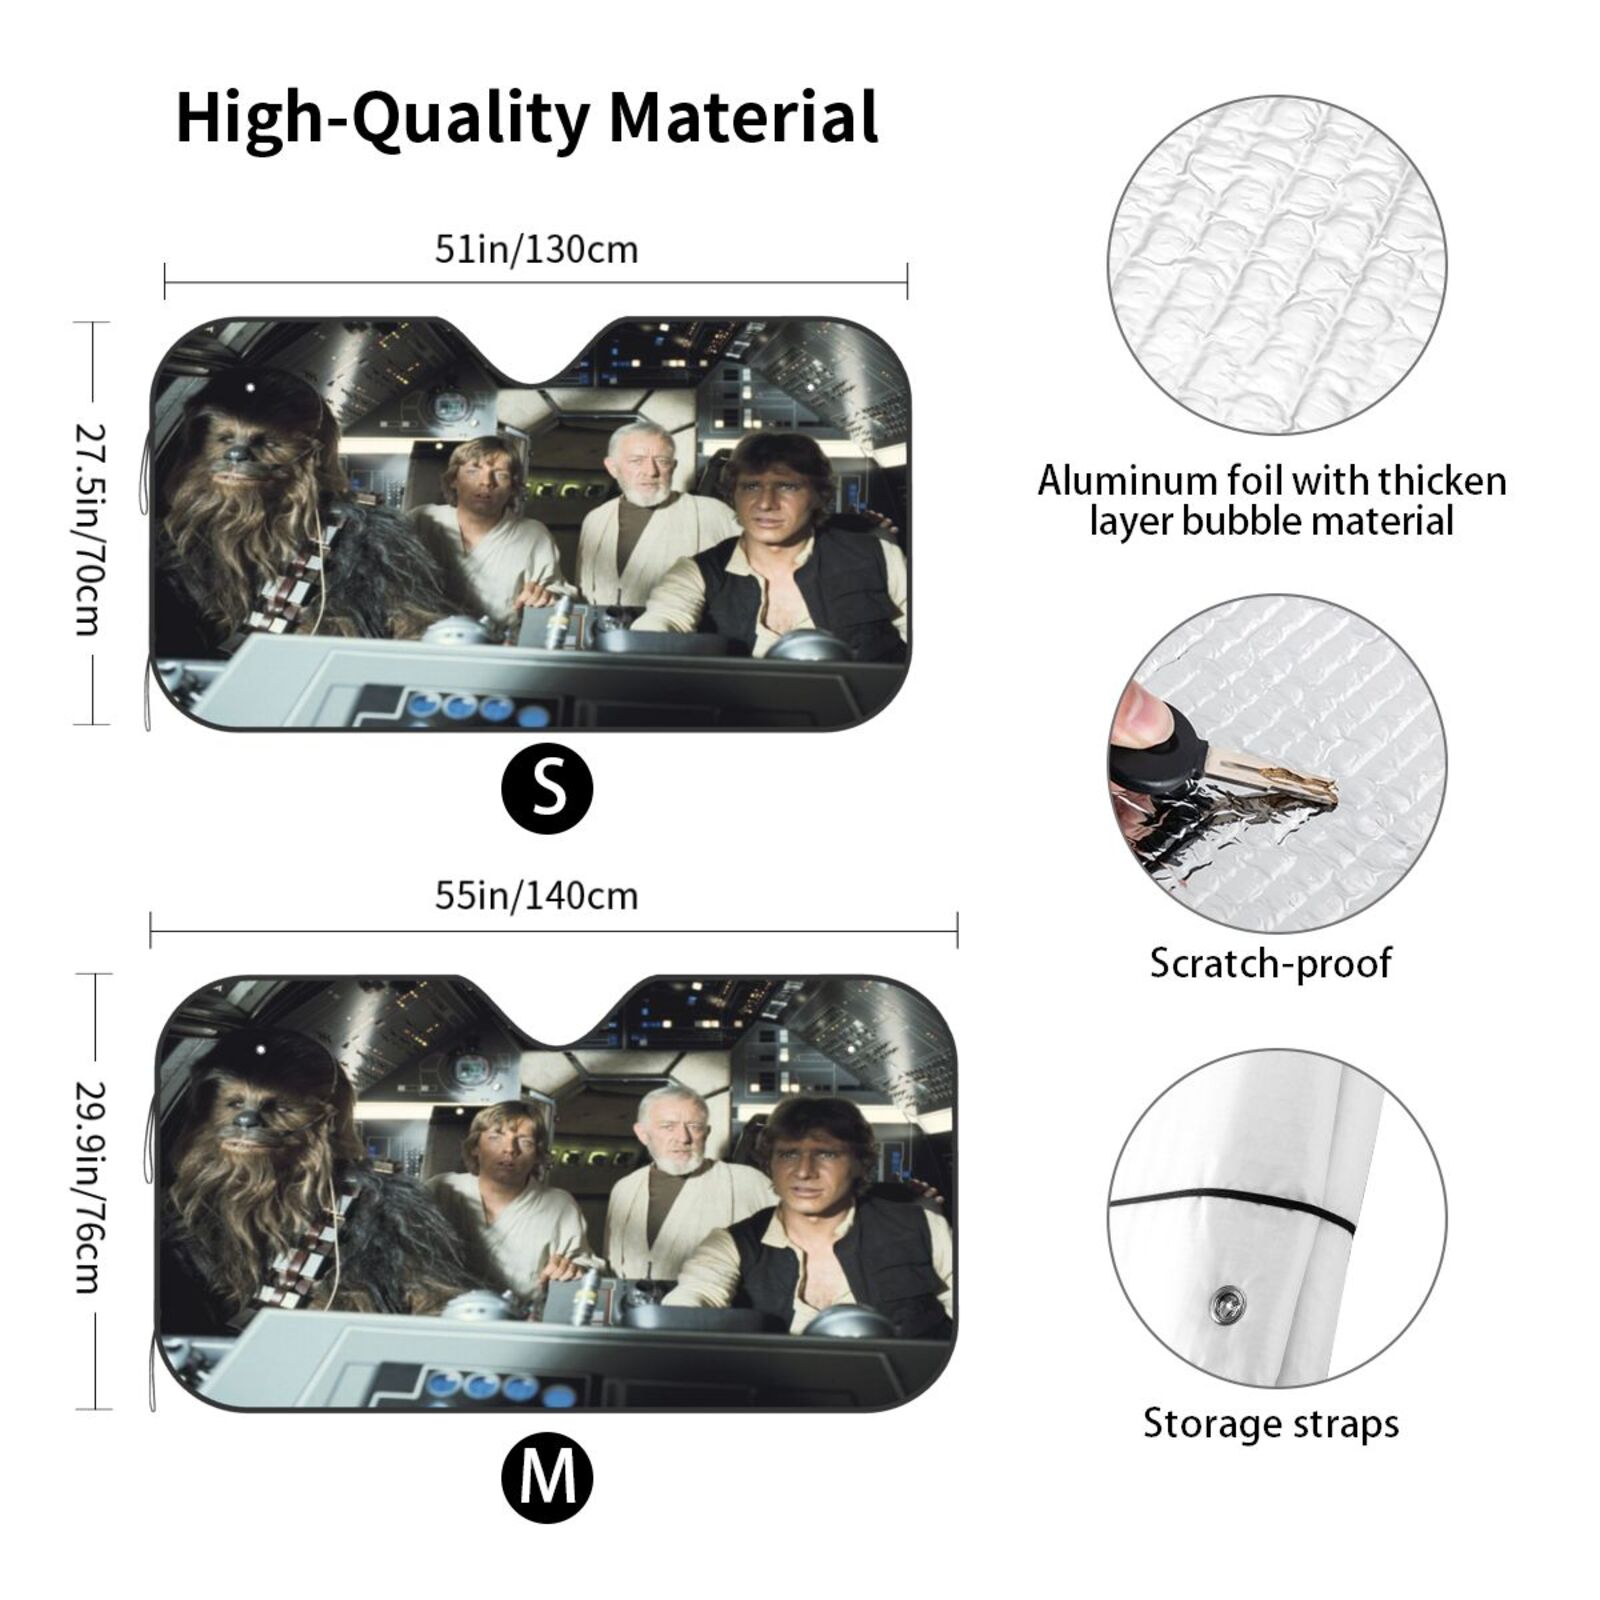 High-Quality Material
51in/130cm
27.5in/70cm
S
55in/140cm
29.9in/76cm
M
Aluminum foil with thicken
layer bubble material
Scratch-proof
Storage straps